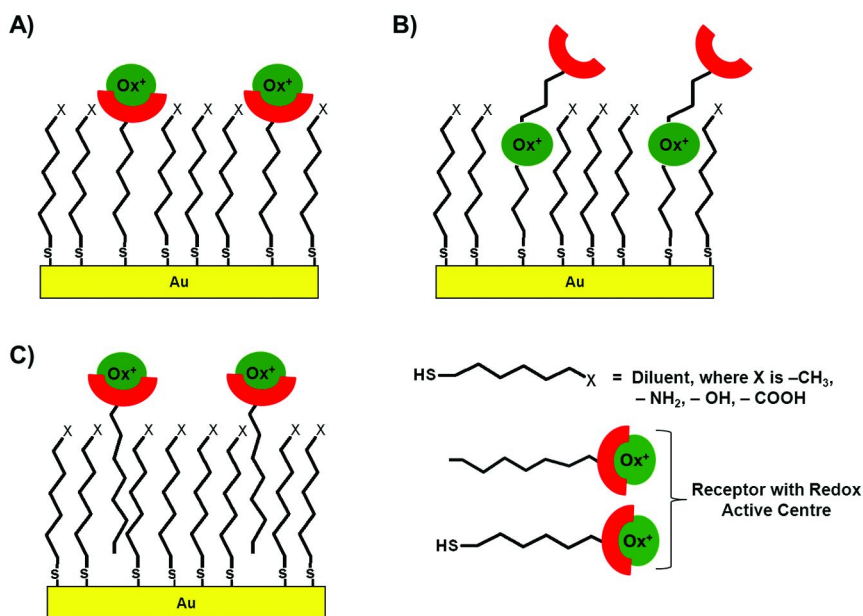 A)
Ox⁺ Ox⁺
X X X X X X
S S S S S S S S
Au
B)
X X X X X X
Ox⁺ Ox⁺
S S S S S S S S
Au
C)
Ox⁺ Ox⁺
X X X X X X X X
S S S S S S S S
Au
HS X = Diluent, where X is –CH₃,
– NH₂, – OH, – COOH
Ox⁺
Receptor with Redox
Active Centre
HS Ox⁺